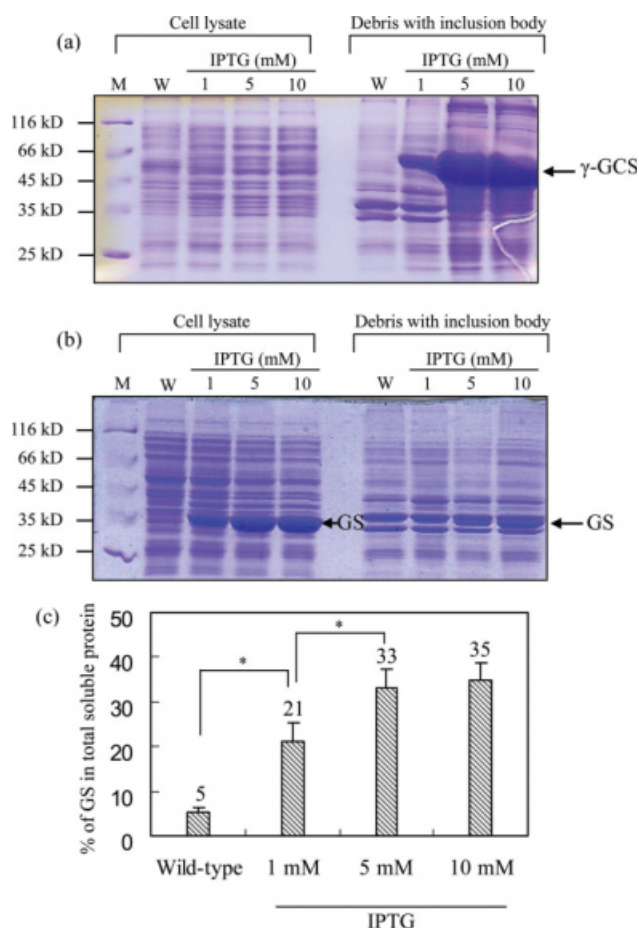 (a)
Cell lysate Debris with inclusion body
IPTG (mM) IPTG (mM)
M W 1 5 10 W 1 5 10
116 kD
66 kD
45 kD
35 kD
25 kD
γ-GCS
(b)
Cell lysate Debris with inclusion body
IPTG (mM) IPTG (mM)
M W 1 5 10 W 1 5 10
116 kD
66 kD
45 kD
35 kD
25 kD
GS GS
(c)
% of GS in total soluble protein
50
40
30
20
10
0
* *
5 21 33 35
Wild-type 1 mM 5 mM 10 mM
IPTG